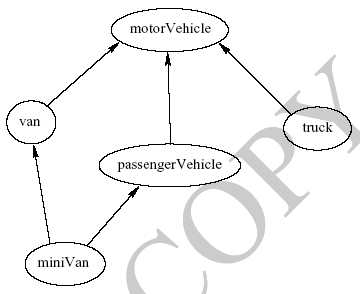 motorVehicle
van
truck
passengerVehicle
miniVan
COPY